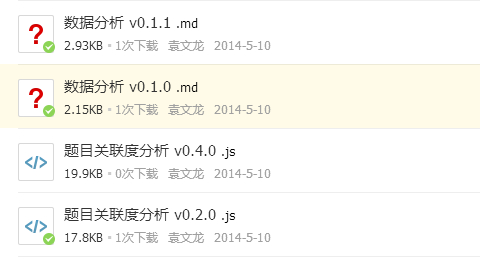 数据分析 v0.1.1 .md
2.93KB • 1次下载 袁文龙 2014-5-10
数据分析 v0.1.0 .md
2.15KB • 1次下载 袁文龙 2014-5-10
题目关联度分析 v0.4.0 .js
19.9KB • 0次下载 袁文龙 2014-5-10
题目关联度分析 v0.2.0 .js
17.8KB • 1次下载 袁文龙 2014-5-10